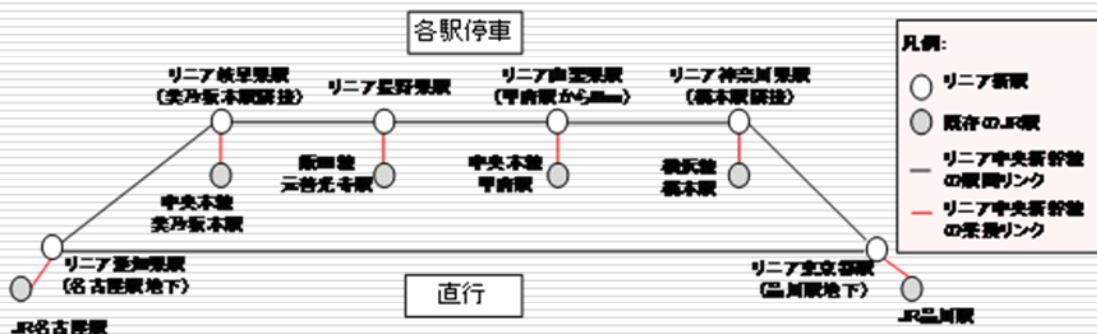 各駅停車
リニア岐阜県駅
(美乃坂本駅隣接)
リニア長野県駅
リニア山梨県駅
(甲府駅から
リニア神奈川県駅
(橋本駅隣接)
凡例:
リニア新駅
既存のJR駅
リニア中央新幹線
の駅間リンク
リニア中央新幹線
の乗換リンク
中央本線
美乃坂本駅
飯田線
元善光寺駅
中央本線
甲府駅
横浜線
橋本駅
リニア愛知県駅
(名古屋駅地下)
JR名古屋駅
直行
リニア東京都駅
(品川駅地下)
JR品川駅